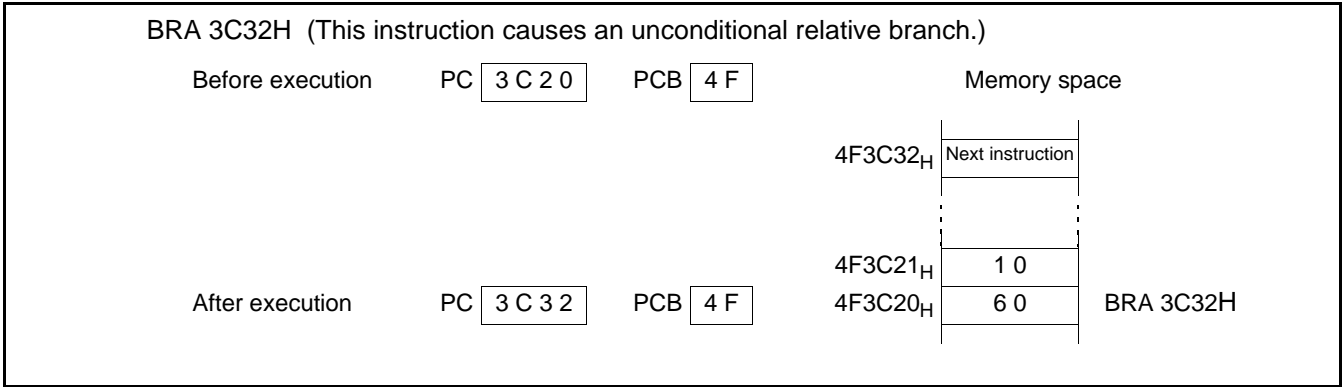 BRA 3C32H (This instruction causes an unconditional relative branch.)
Before execution PC 3 C 2 0 PCB 4 F Memory space
4F3C32H Next instruction
4F3C21H 1 0
After execution PC 3 C 3 2 PCB 4 F 4F3C20H 6 0 BRA 3C32H